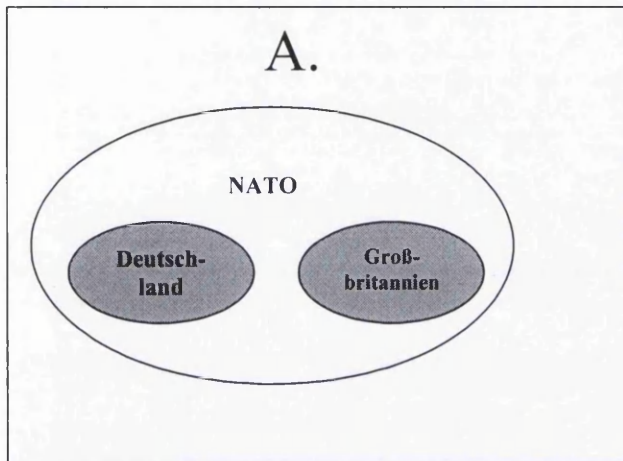 A.
NATO
Deutsch-
land
Groß-
britannien